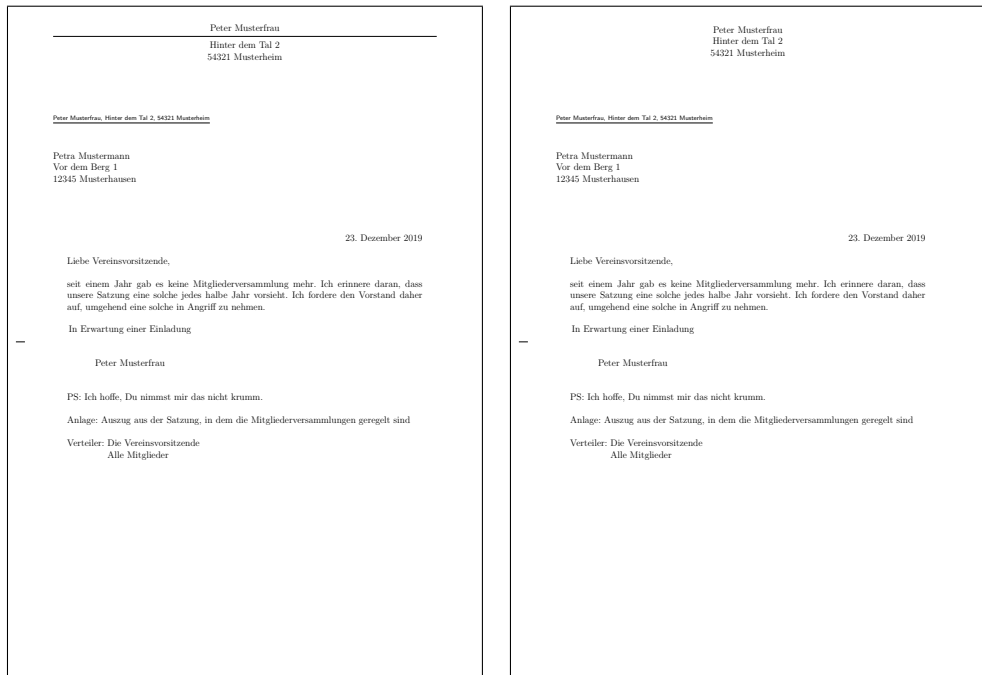 Peter Musterfrau
Hinter dem Tal 2
54321 Musterheim
Peter Musterfrau, Hinter dem Tal 2, 54321 Musterheim
Petra Mustermann
Vor dem Berg 1
12345 Musterhausen
23. Dezember 2019
Liebe Vereinsvorsitzende,
seit einem Jahr gab es keine Mitgliederversammlung mehr. Ich erinnere daran, dass
unsere Satzung eine solche jedes halbe Jahr vorsieht. Ich fordere den Vorstand daher
auf, umgehend eine solche in Angriff zu nehmen.
In Erwartung einer Einladung
Peter Musterfrau
PS: Ich hoffe, Du nimmst mir das nicht krumm.
Anlage: Auszug aus der Satzung, in dem die Mitgliederversammlungen geregelt sind
Verteiler: Die Vereinsvorsitzende
Alle Mitglieder
Peter Musterfrau
Hinter dem Tal 2
54321 Musterheim
Peter Musterfrau, Hinter dem Tal 2, 54321 Musterheim
Petra Mustermann
Vor dem Berg 1
12345 Musterhausen
23. Dezember 2019
Liebe Vereinsvorsitzende,
seit einem Jahr gab es keine Mitgliederversammlung mehr. Ich erinnere daran, dass
unsere Satzung eine solche jedes halbe Jahr vorsieht. Ich fordere den Vorstand daher
auf, umgehend eine solche in Angriff zu nehmen.
In Erwartung einer Einladung
Peter Musterfrau
PS: Ich hoffe, Du nimmst mir das nicht krumm.
Anlage: Auszug aus der Satzung, in dem die Mitgliederversammlungen geregelt sind
Verteiler: Die Vereinsvorsitzende
Alle Mitglieder